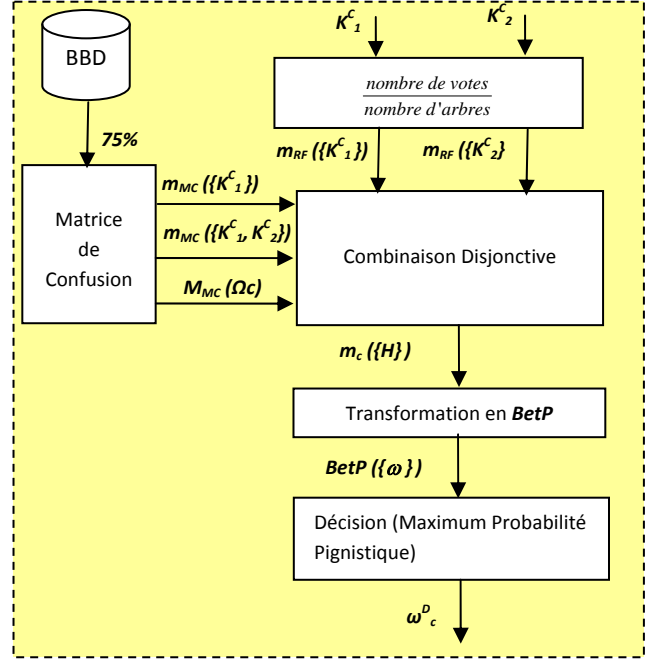 K^C_1
K^C_2
BBD
nombre de votes
nombre d'arbres
75%
m_RF ({K^C_1})
m_RF ({K^C_2}
m_MC ({K^C_1})
Matrice
de
Confusion
m_MC ({K^C_1, K^C_2})
Combinaison Disjonctive
M_MC (Ωc)
m_c ({H})
Transformation en BetP
BetP ({ω})
Décision (Maximum Probabilité
Pignistique)
ω^D_c